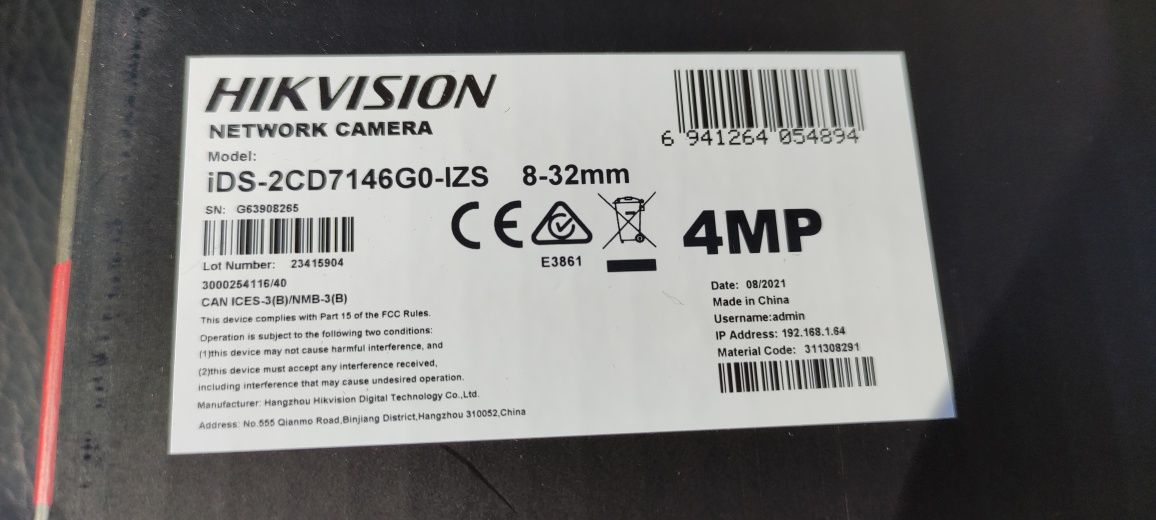 HIKVISION
NETWORK CAMERA
6 941264 054894
Model:
iDS-2CD7146G0-IZS 8-32mm
SN: G63908265
CE
E3861
4MP
Lot Number: 23415904
3000254116/40
CAN ICES-3(B)/NMB-3(B)
This device complies with Part 15 of the FCC Rules.
Operation is subject to the following two conditions:
(1)this device may not cause harmful interference, and
(2)this device must accept any interference received,
including interference that may cause undesired operation.
Manufacturer: Hangzhou Hikvision Digital Technology Co.,Ltd.
Address: No.555 Qianmo Road,Binjiang District,Hangzhou 310052,China
Date: 08/2021
Made in China
Username:admin
IP Address: 192.168.1.64
Material Code: 311308291